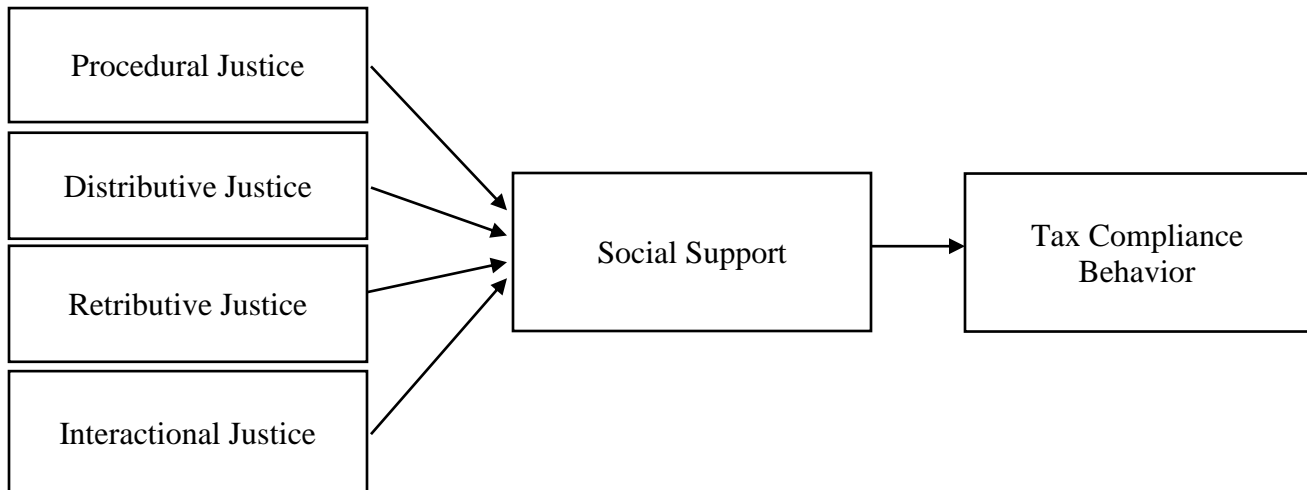 Procedural Justice
Distributive Justice
Retributive Justice
Interactional Justice
Social Support
Tax Compliance
Behavior